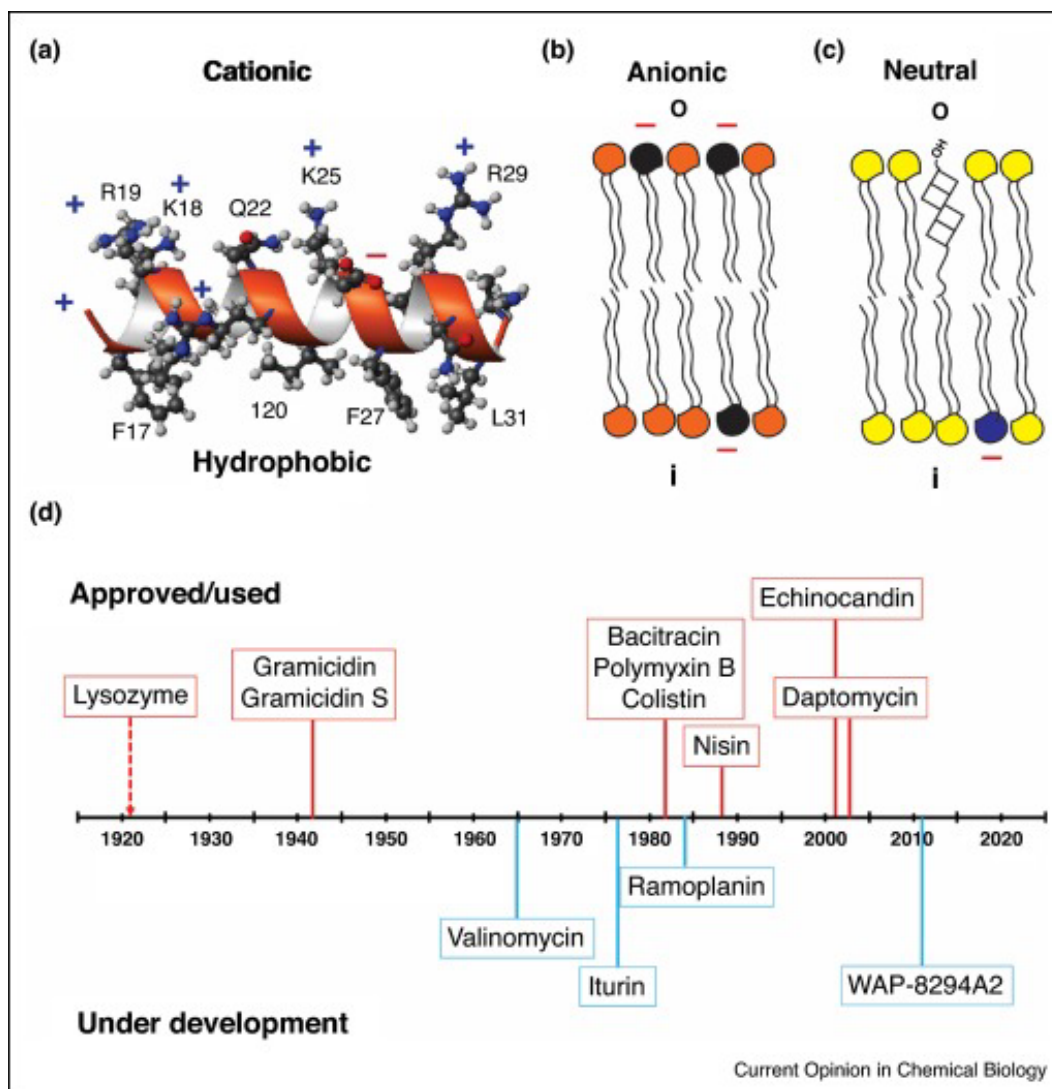 (a)
Cationic
(b)
Anionic
(c)
Neutral
O
O
OH
+
+
+
+
+
+
R19
K18
Q22
K25
R29
−
−
−
F17
120
F27
L31
Hydrophobic
−
i
−
i
(d)
Approved/used
Echinocandin
Bacitracin
Polymyxin B
Colistin
Gramicidin
Gramicidin S
Lysozyme
Daptomycin
Nisin
1920 1930 1940 1950 1960 1970 1980 1990 2000 2010 2020
Ramoplanin
Valinomycin
Iturin
WAP-8294A2
Under development
Current Opinion in Chemical Biology